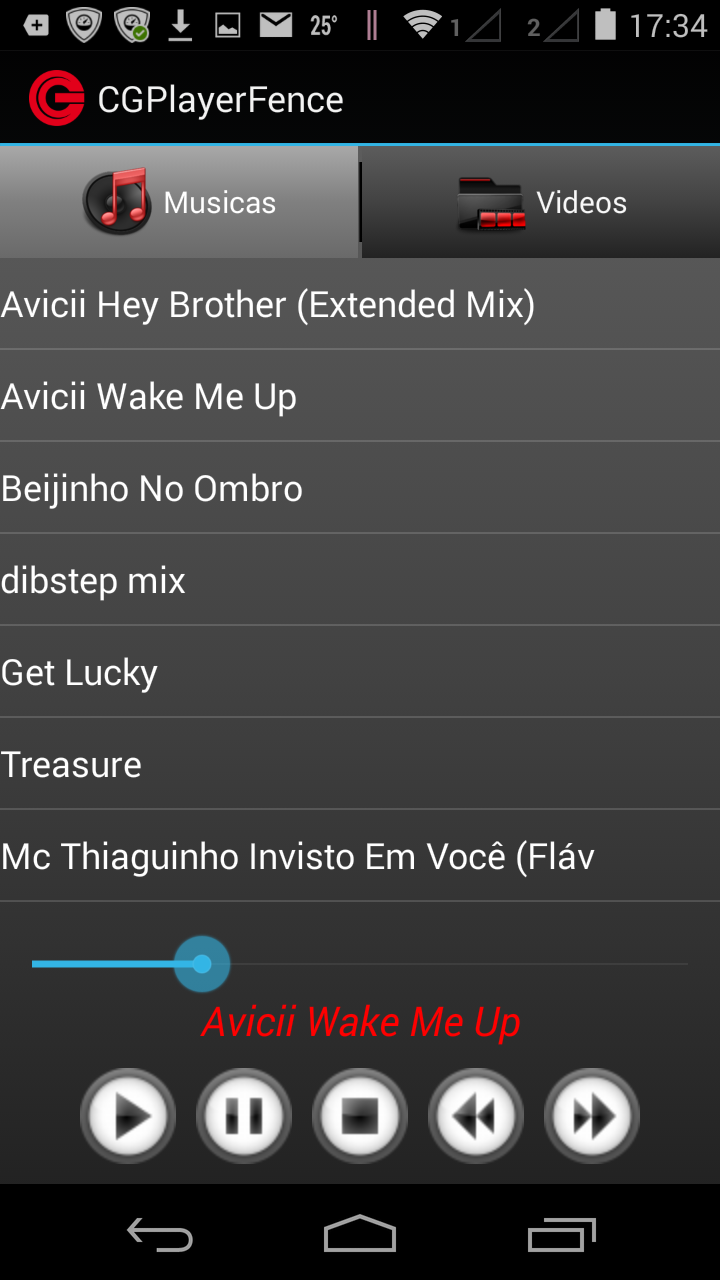 25° 1 2 17:34
CGPlayerFence
Musicas Videos
Avicii Hey Brother (Extended Mix)
Avicii Wake Me Up
Beijinho No Ombro
dibstep mix
Get Lucky
Treasure
Mc Thiaguinho Invisto Em Você (Fláv
Avicii Wake Me Up